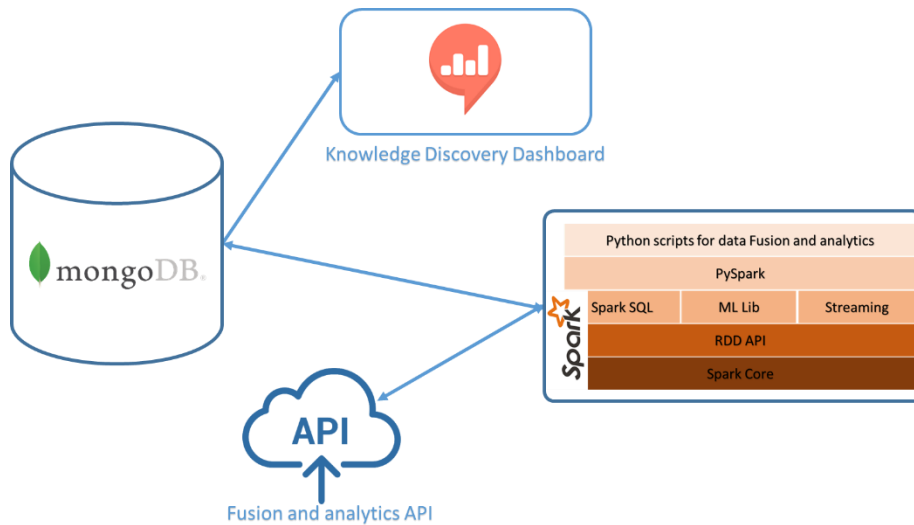 Knowledge Discovery Dashboard
mongoDB®
Python scripts for data Fusion and analytics
PySpark
Spark SQL ML Lib Streaming
RDD API
Spark Core
Spark
API
Fusion and analytics API